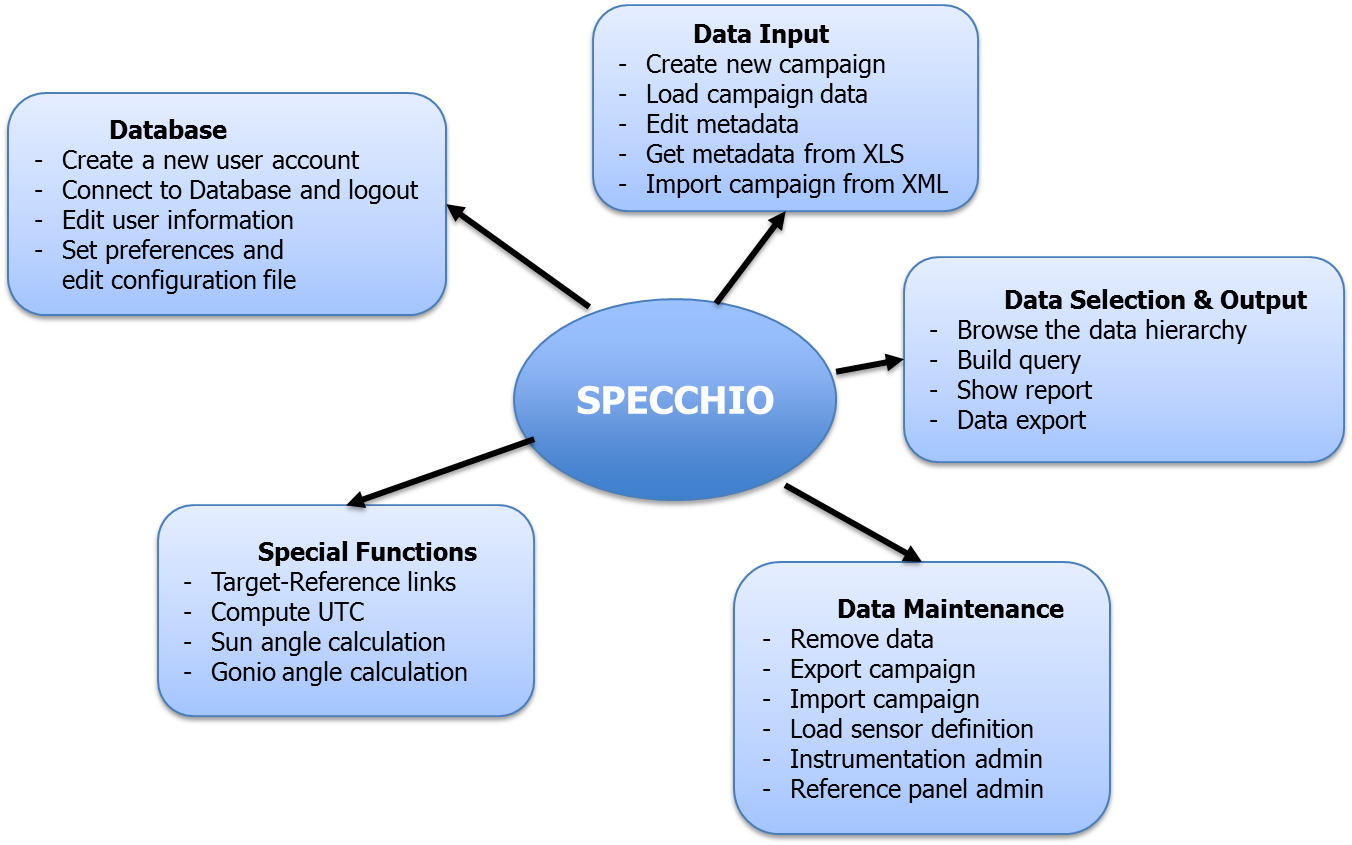 Data Input
- Create new campaign
- Load campaign data
- Edit metadata
- Get metadata from XLS
- Import campaign from XML
Database
- Create a new user account
- Connect to Database and logout
- Edit user information
- Set preferences and
edit configuration file
Data Selection & Output
- Browse the data hierarchy
- Build query
- Show report
- Data export
SPECCHIO
Special Functions
- Target-Reference links
- Compute UTC
- Sun angle calculation
- Gonio angle calculation
Data Maintenance
- Remove data
- Export campaign
- Import campaign
- Load sensor definition
- Instrumentation admin
- Reference panel admin